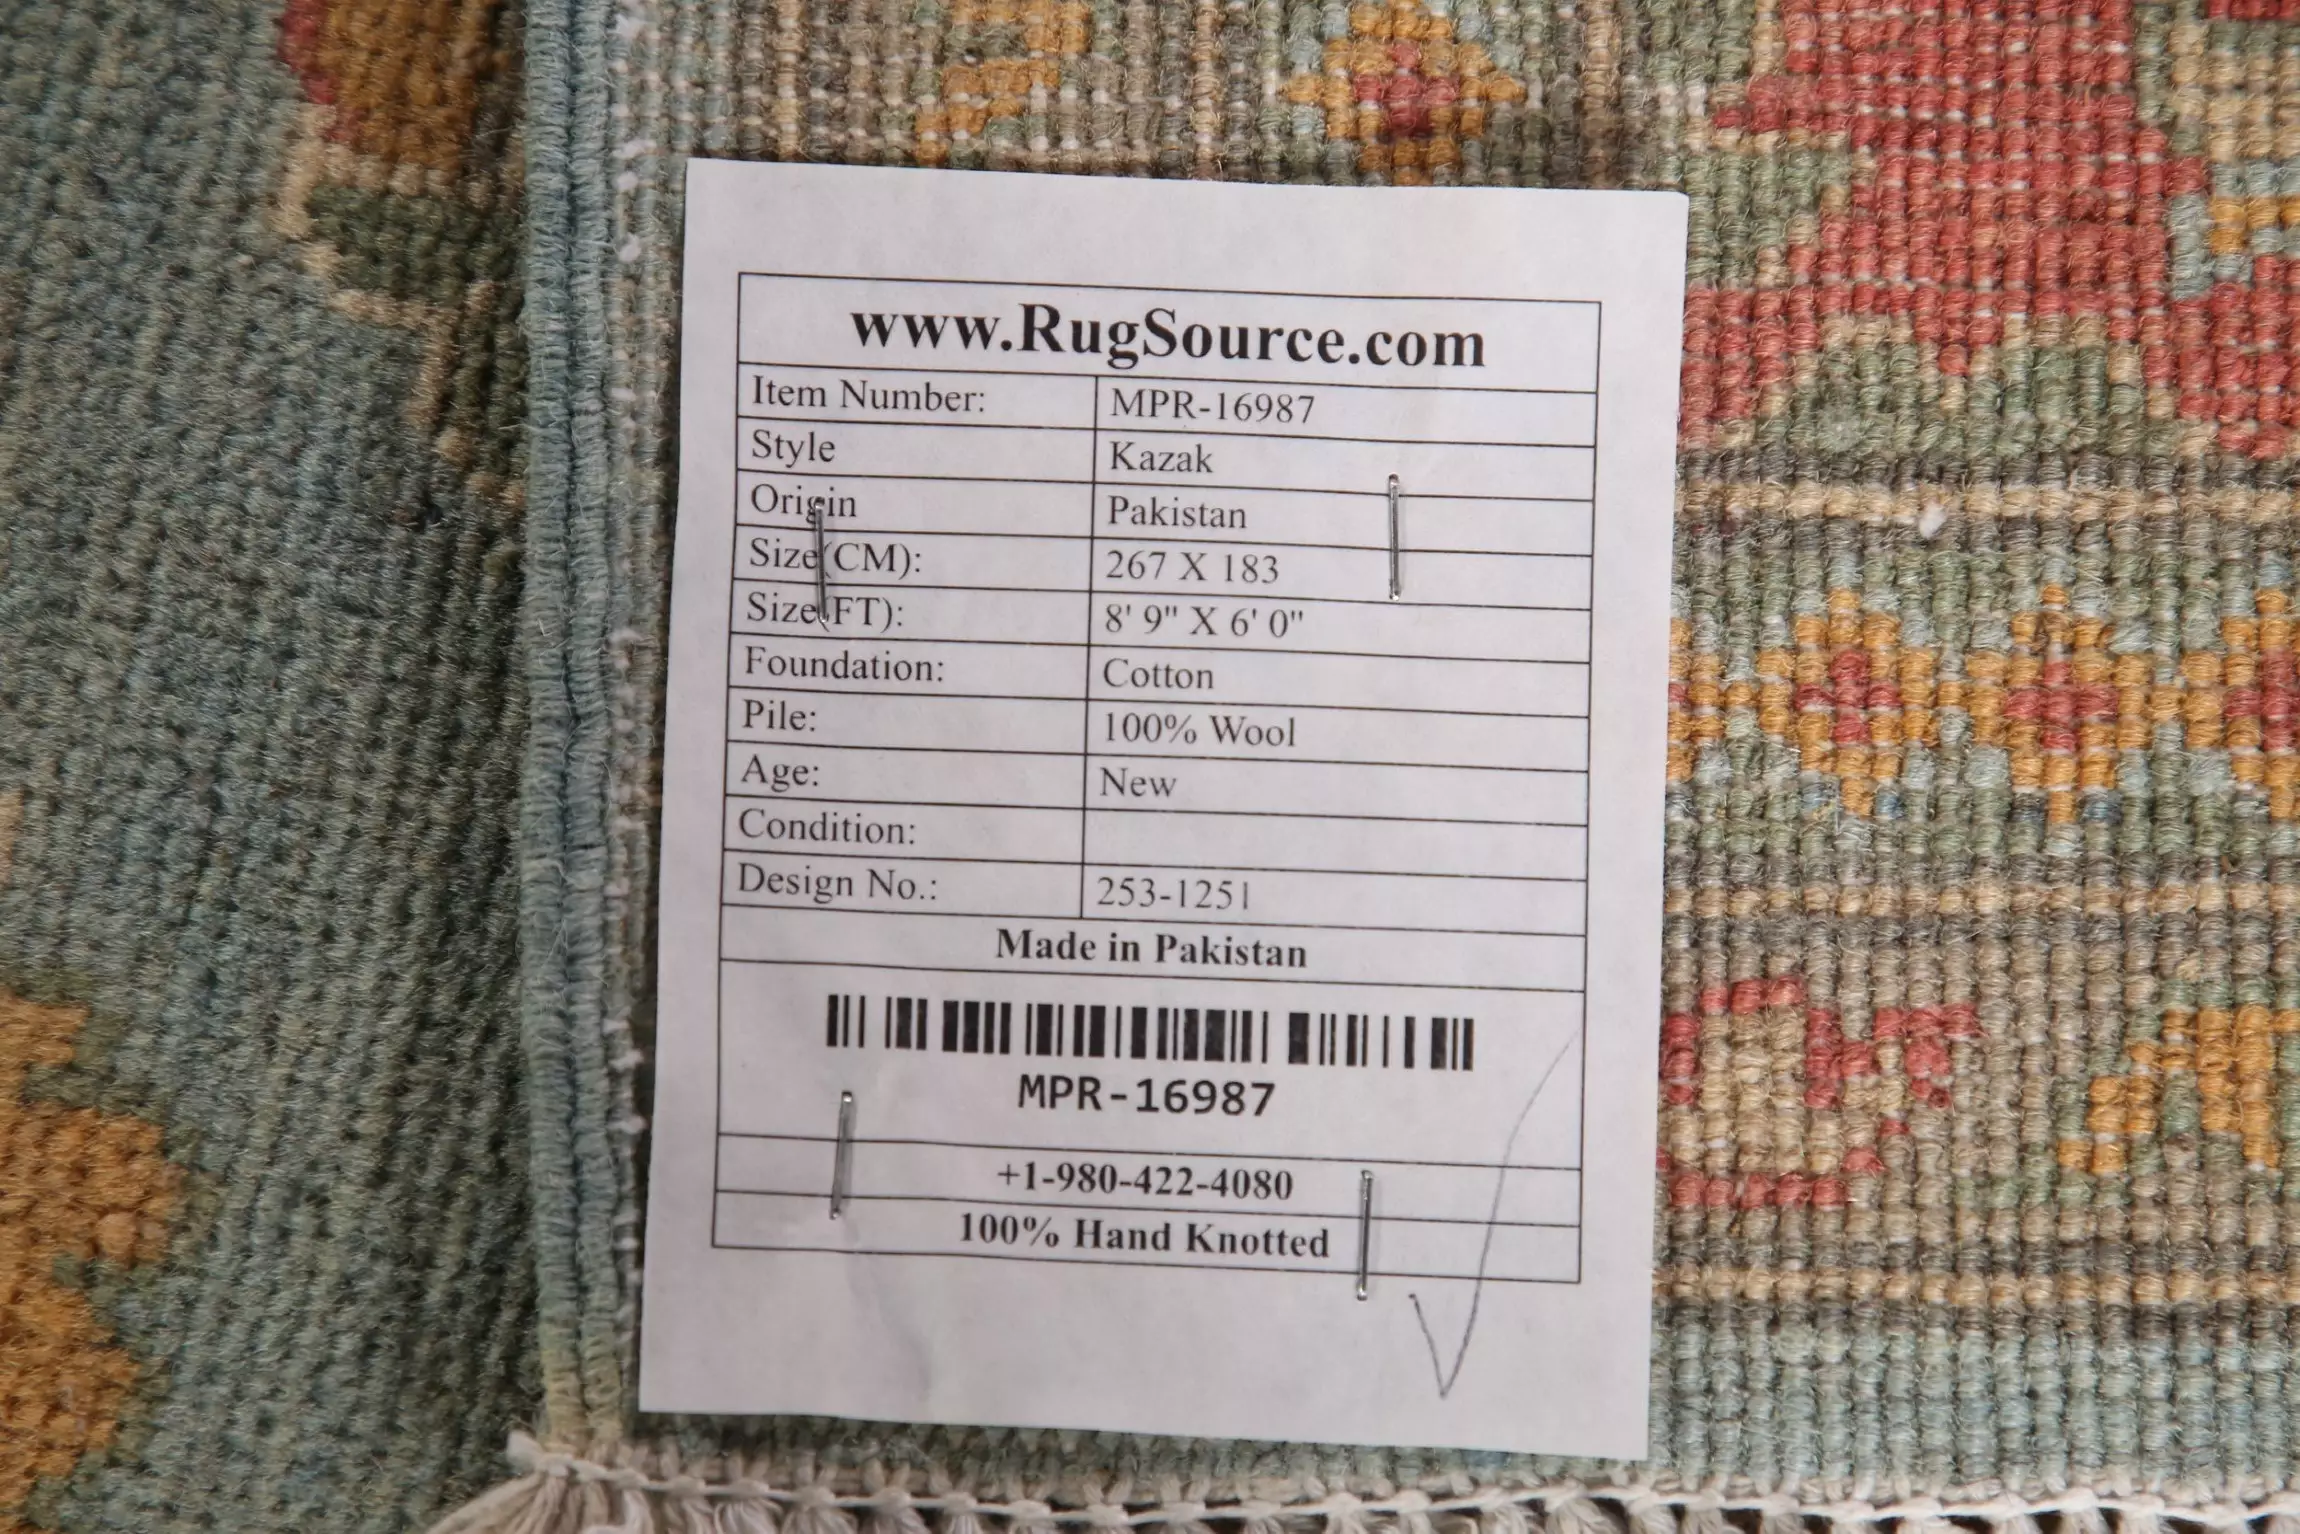 www.RugSource.com
Item Number: MPR-16987
Style Kazak
Origin Pakistan
Size(CM): 267 X 183
Size(FT): 8' 9" X 6' 0"
Foundation: Cotton
Pile: 100% Wool
Age: New
Condition:
Design No.: 253-1251
Made in Pakistan
MPR-16987
+1-980-422-4080
100% Hand Knotted